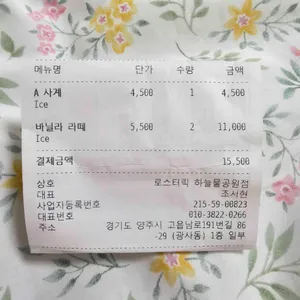 메뉴명 단가 수량 금액
A 사계 4,500 1 4,500
Ice
바닐라 라떼 5,500 2 11,000
Ice
결제금액 15,500
상호 로스터릭 하늘물공원점
대표 조서현
사업자등록번호 215-59-00823
대표번호 010-3822-0266
주소 경기도 양주시 고읍남로191번길 86
-29 (광사동) 1층 일부